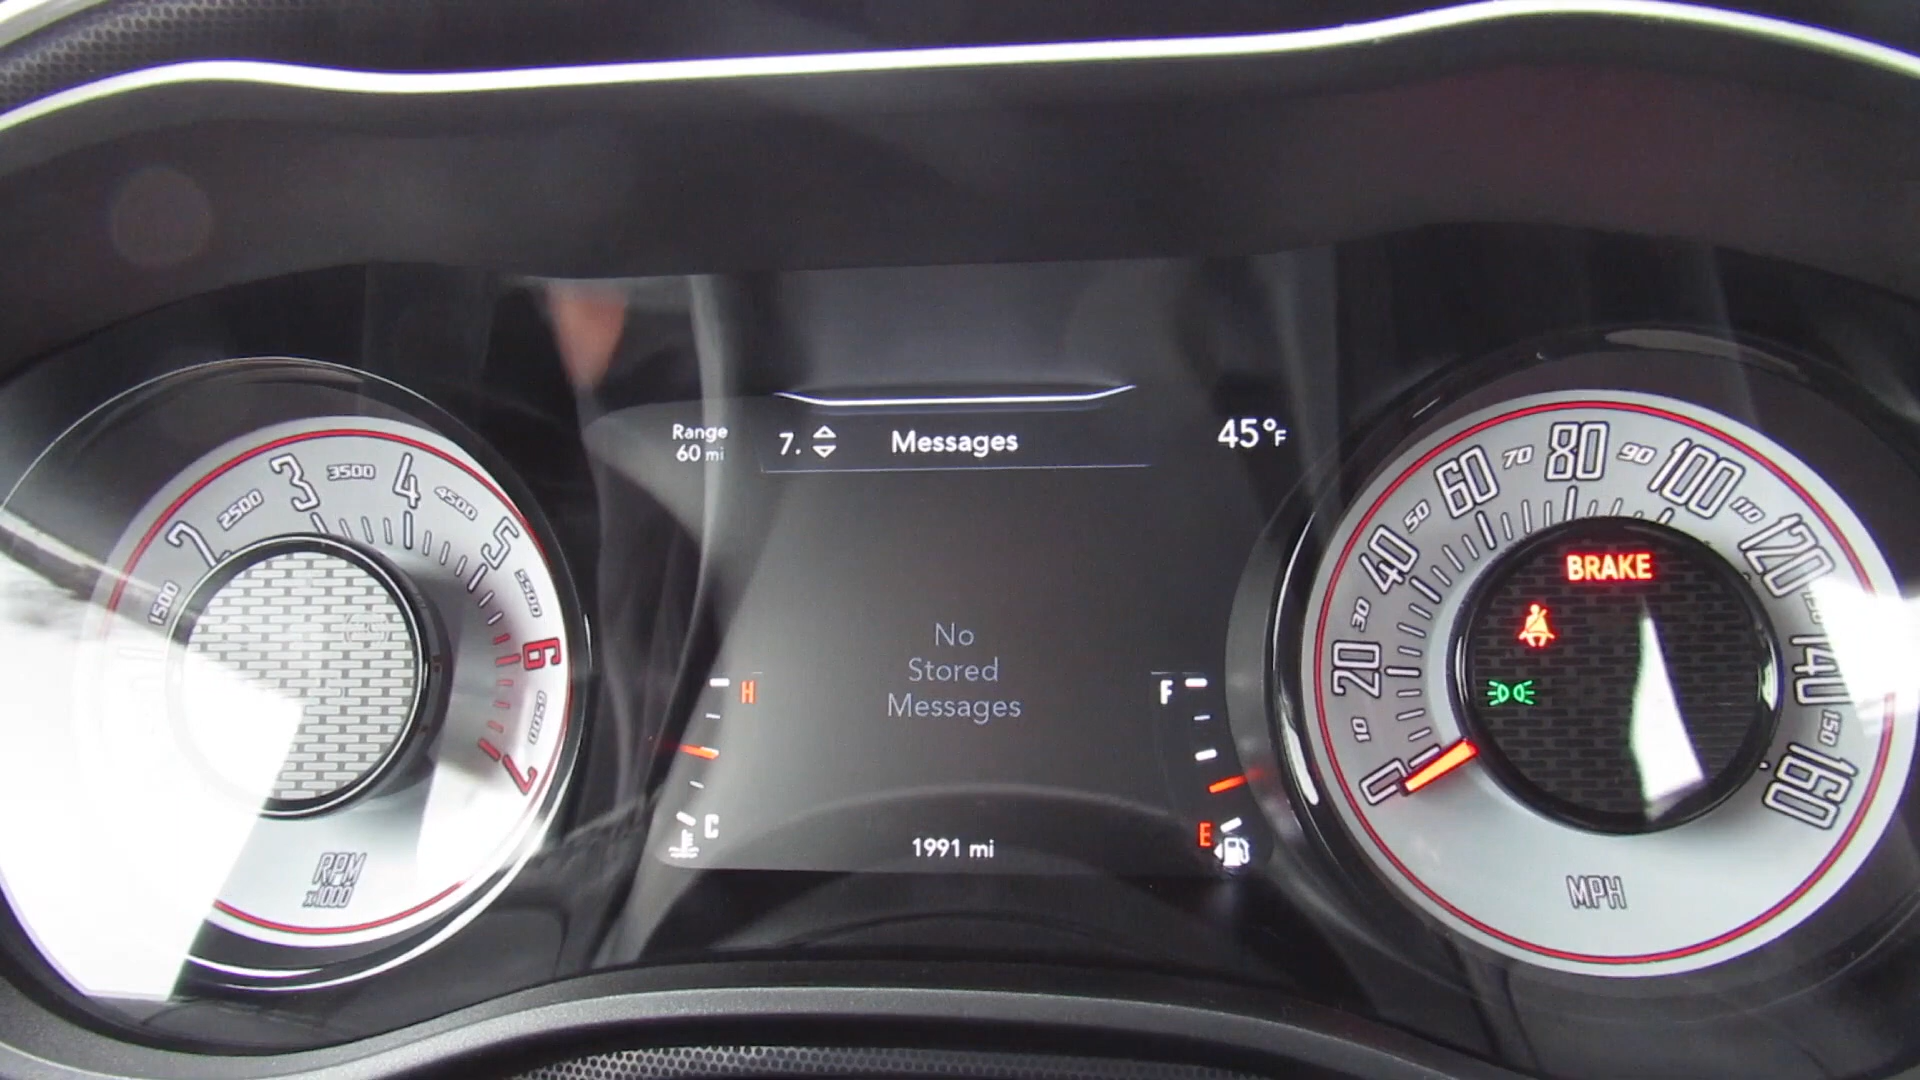 Range
60 mi
7.
Messages
45°F
1500
2
2500
3
3500
4
4500
5
5500
6
6500
7
RPM
x1000
H
C
No
Stored
Messages
F
E
1991 mi
0
10
20
30
40
50
60
70
80
90
100
110
120
140
150
160
BRAKE
MPH